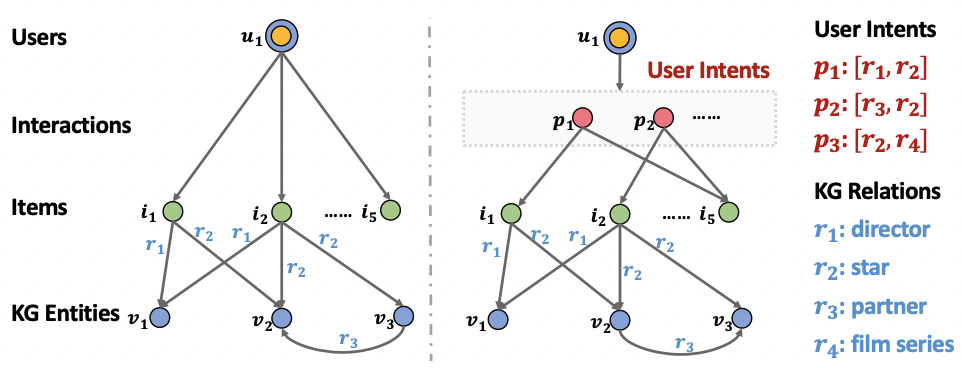 Users
Interactions
Items
KG Entities
u₁
i₁
i₂
...... i₅
r₁
r₂
r₁
r₂
r₂
v₁
v₂
v₃
r₃
u₁
User Intents
p₁
p₂
......
i₁
i₂
...... i₅
r₁
r₂
r₁
r₂
r₂
v₁
v₂
v₃
r₃
User Intents
p₁: [r₁, r₂]
p₂: [r₃, r₂]
p₃: [r₂, r₄]
KG Relations
r₁: director
r₂: star
r₃: partner
r₄: film series